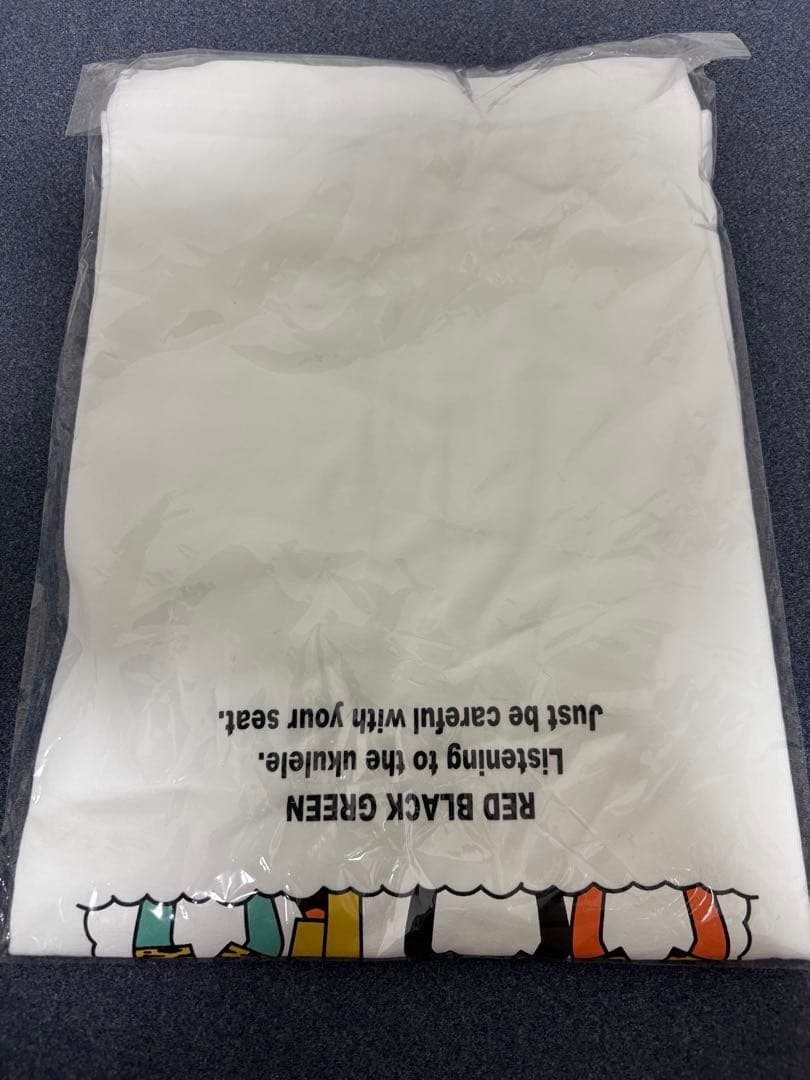 RED BLACK GREEN
Listening to the ukulele.
Just be careful with your seat.